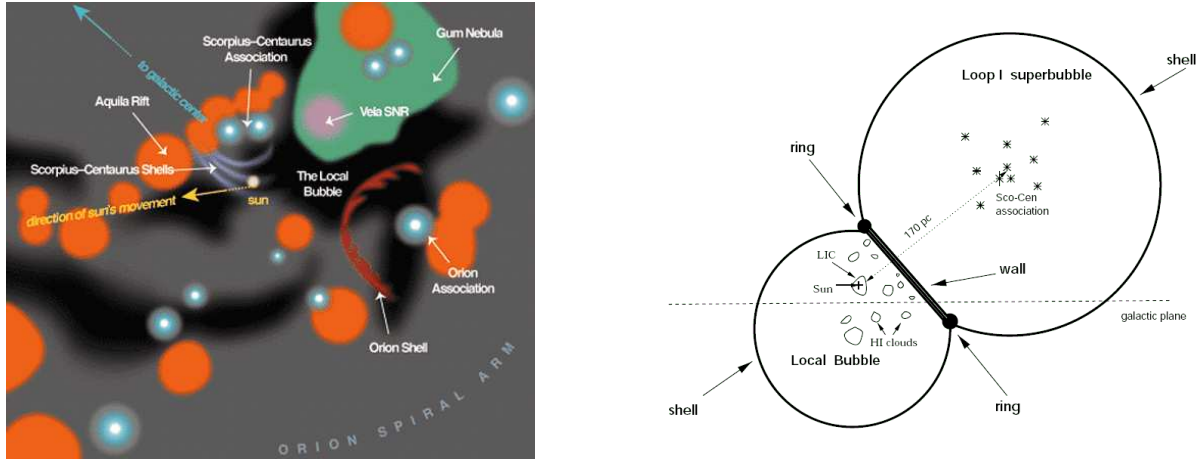 Scorpius–Centaurus
Association
Gum Nebula
to galactic center
Aquila Rift
Vela SNR
Scorpius–Centaurus Shells
The Local
Bubble
direction of sun's movement
sun
Orion
Association
Orion Shell
ORION SPIRAL ARM
Loop I superbubble
shell
ring
Sco-Cen
association
170 pc
LIC
wall
Sun
galactic plane
HI clouds
Local Bubble
shell
ring